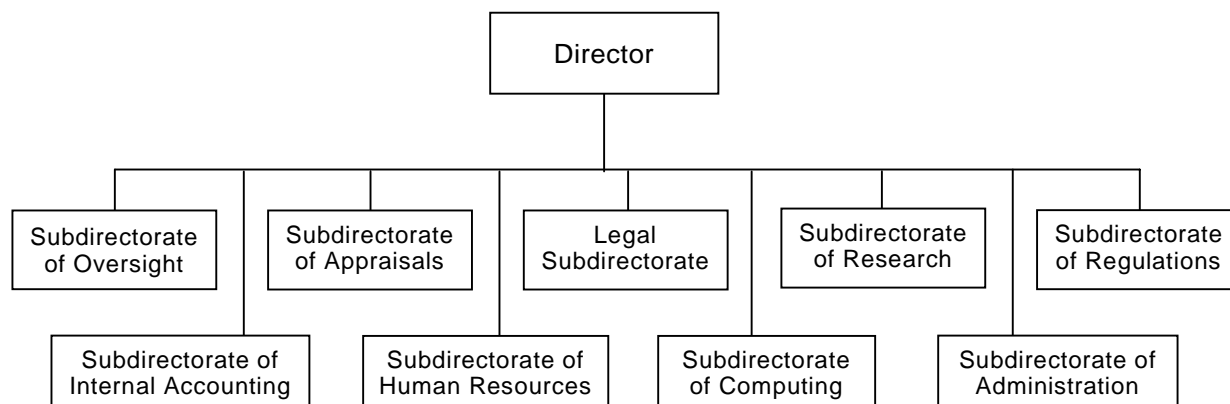 Director
Subdirectorate
of Oversight
Subdirectorate
of Appraisals
Legal
Subdirectorate
Subdirectorate
of Research
Subdirectorate
of Regulations
Subdirectorate of
Internal Accounting
Subdirectorate of
Human Resources
Subdirectorate
of Computing
Subdirectorate of
Administration